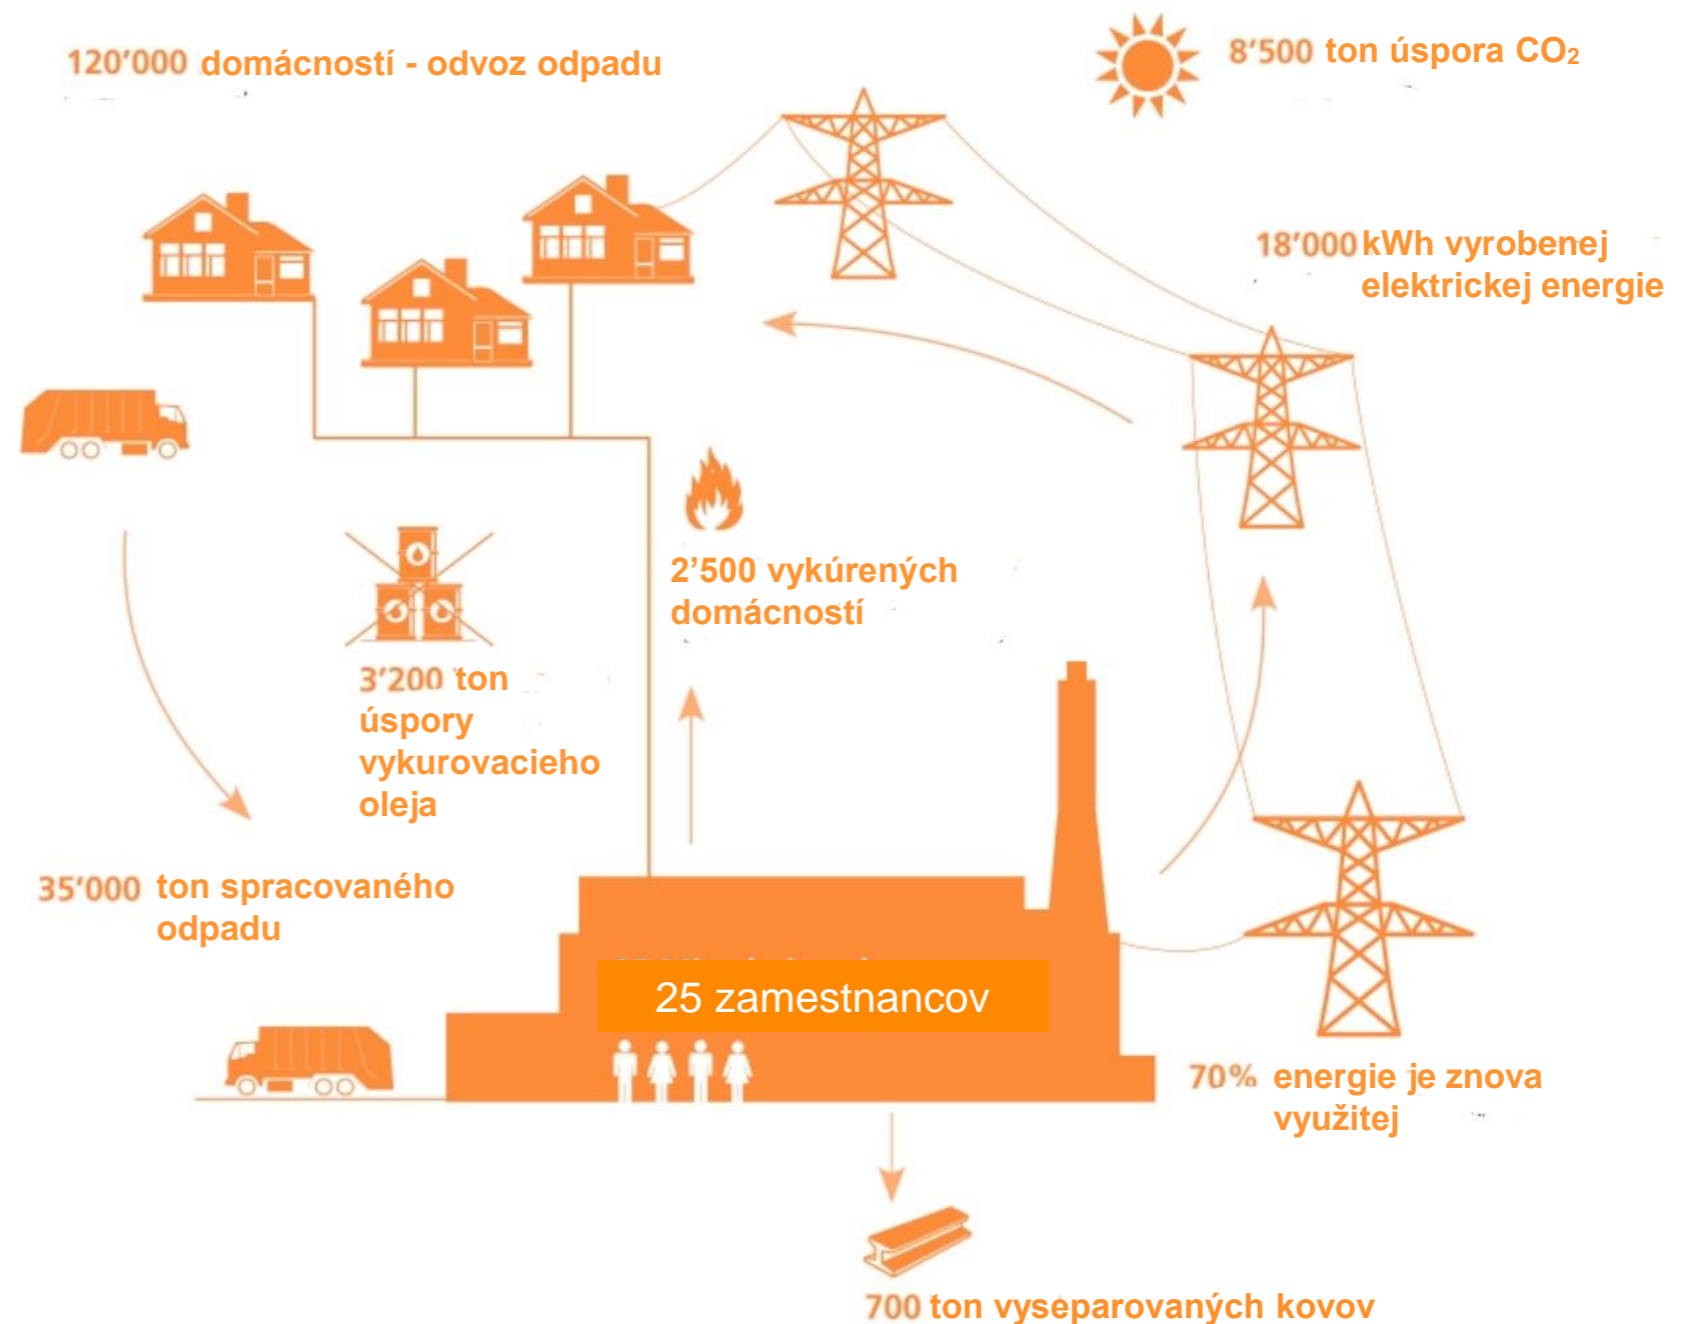 120’000 domácností - odvoz odpadu
8’500 ton úspora CO₂
18’000 kWh vyrobenej
elektrickej energie
2’500 vykúrených
domácností
3’200 ton
úspory
vykurovacieho
oleja
35’000 ton spracovaného
odpadu
25 zamestnancov
70% energie je znova
využitej
700 ton vyseparovaných kovov